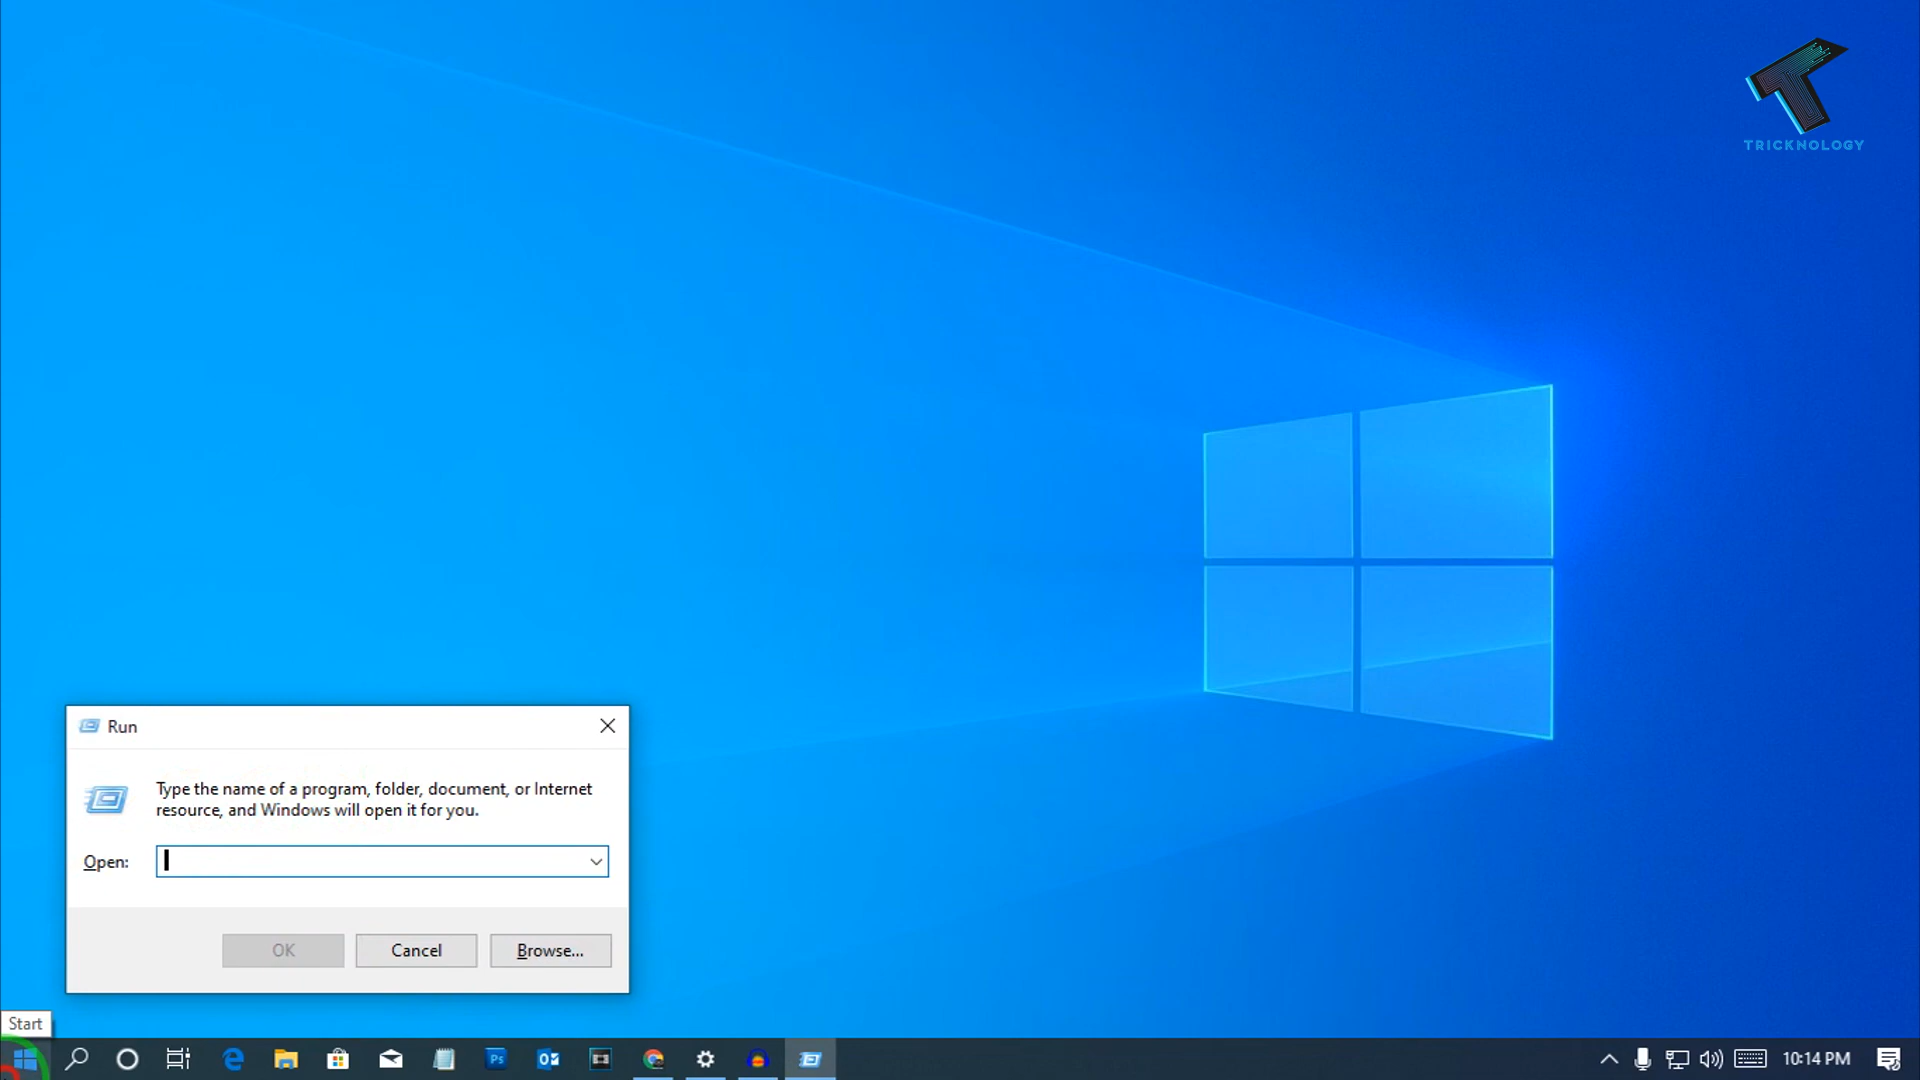 TRICKNOLOGY
Run
Type the name of a program, folder, document, or Internet
resource, and Windows will open it for you.
Open:
OK
Cancel
Browse...
Start
Ps
10:14 PM